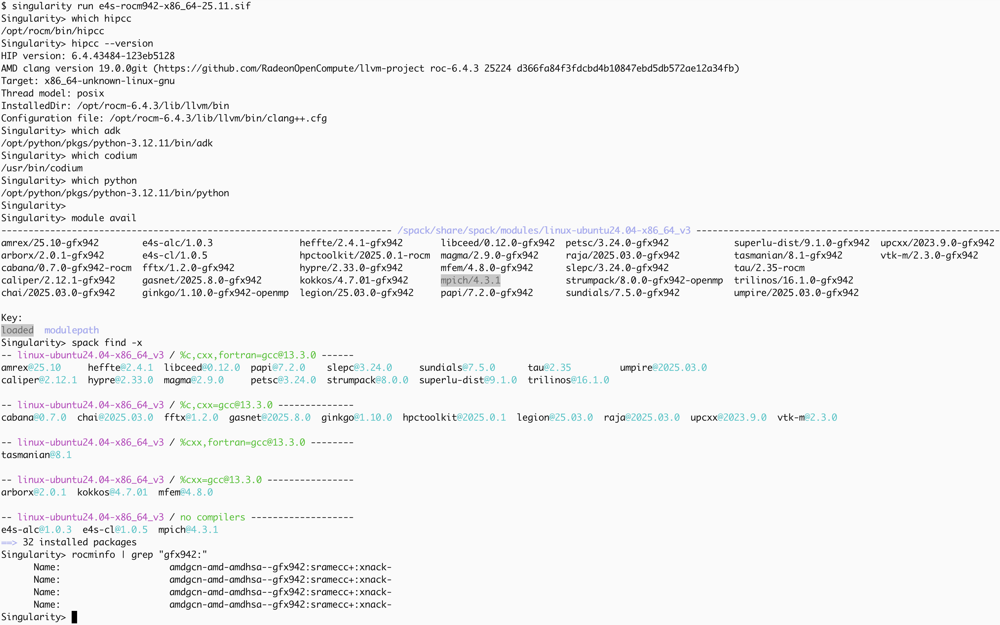 $ singularity run e4s-rocm942-x86_64-25.11.sif
Singularity> which hipcc
/opt/rocm/bin/hipcc
Singularity> hipcc --version
HIP version: 6.4.43484-123eb5128
AMD clang version 19.0.0git (https://github.com/RadeonOpenCompute/llvm-project roc-6.4.3 25224 d366fa84f3fdcbd4b10847ebd5db572ae12a34fb)
Target: x86_64-unknown-linux-gnu
Thread model: posix
InstalledDir: /opt/rocm-6.4.3/lib/llvm/bin
Configuration file: /opt/rocm-6.4.3/lib/llvm/bin/clang++.cfg
Singularity> which adk
/opt/python/pkgs/python-3.12.11/bin/adk
Singularity> which codium
/usr/bin/codium
Singularity> which python
/opt/python/pkgs/python-3.12.11/bin/python
Singularity>
Singularity> module avail
------------------------------------------------------------------------ /spack/share/spack/modules/linux-ubuntu24.04-x86_64_v3 --------------------------------------------------------
amrex/25.10-gfx942        e4s-alc/1.0.3                heffte/2.4.1-gfx942       libceed/0.12.0-gfx942  petsc/3.24.0-gfx942            superlu-dist/9.1.0-gfx942  upcxx/2023.9.0-gfx942
arborx/2.0.1-gfx942       e4s-cl/1.0.5                 hpctoolkit/2025.0.1-rocm  magma/2.9.0-gfx942     raja/2025.03.0-gfx942          tasmanian/8.1-gfx942       vtk-m/2.3.0-gfx942
cabana/0.7.0-gfx942-rocm  fftx/1.2.0-gfx942            hypre/2.33.0-gfx942       mfem/4.8.0-gfx942      slepc/3.24.0-gfx942            tau/2.35-rocm
caliper/2.12.1-gfx942     gasnet/2025.8.0-gfx942       kokkos/4.7.01-gfx942      mpich/4.3.1            strumpack/8.0.0-gfx942-openmp  trilinos/16.1.0-gfx942
chai/2025.03.0-gfx942     ginkgo/1.10.0-gfx942-openmp  legion/25.03.0-gfx942     papi/7.2.0-gfx942      sundials/7.5.0-gfx942          umpire/2025.03.0-gfx942
Key:
loaded  modulepath
Singularity> spack find -x
-- linux-ubuntu24.04-x86_64_v3 / %c,cxx,fortran=gcc@13.3.0 ------
amrex@25.10     heffte@2.4.1  libceed@0.12.0  papi@7.2.0    slepc@3.24.0     sundials@7.5.0      tau@2.35         umpire@2025.03.0
caliper@2.12.1  hypre@2.33.0  magma@2.9.0     petsc@3.24.0  strumpack@8.0.0  superlu-dist@9.1.0  trilinos@16.1.0
-- linux-ubuntu24.04-x86_64_v3 / %c,cxx=gcc@13.3.0 --------------
cabana@0.7.0  chai@2025.03.0  fftx@1.2.0  gasnet@2025.8.0  ginkgo@1.10.0  hpctoolkit@2025.0.1  legion@25.03.0  raja@2025.03.0  upcxx@2023.9.0  vtk-m@2.3.0
-- linux-ubuntu24.04-x86_64_v3 / %cxx,fortran=gcc@13.3.0 --------
tasmanian@8.1
-- linux-ubuntu24.04-x86_64_v3 / %cxx=gcc@13.3.0 ----------------
arborx@2.0.1  kokkos@4.7.01  mfem@4.8.0
-- linux-ubuntu24.04-x86_64_v3 / no compilers -------------------
e4s-alc@1.0.3  e4s-cl@1.0.5  mpich@4.3.1
==> 32 installed packages
Singularity> rocminfo | grep "gfx942:"
      Name:                    amdgcn-amd-amdhsa--gfx942:sramecc+:xnack-
      Name:                    amdgcn-amd-amdhsa--gfx942:sramecc+:xnack-
      Name:                    amdgcn-amd-amdhsa--gfx942:sramecc+:xnack-
      Name:                    amdgcn-amd-amdhsa--gfx942:sramecc+:xnack-
Singularity>